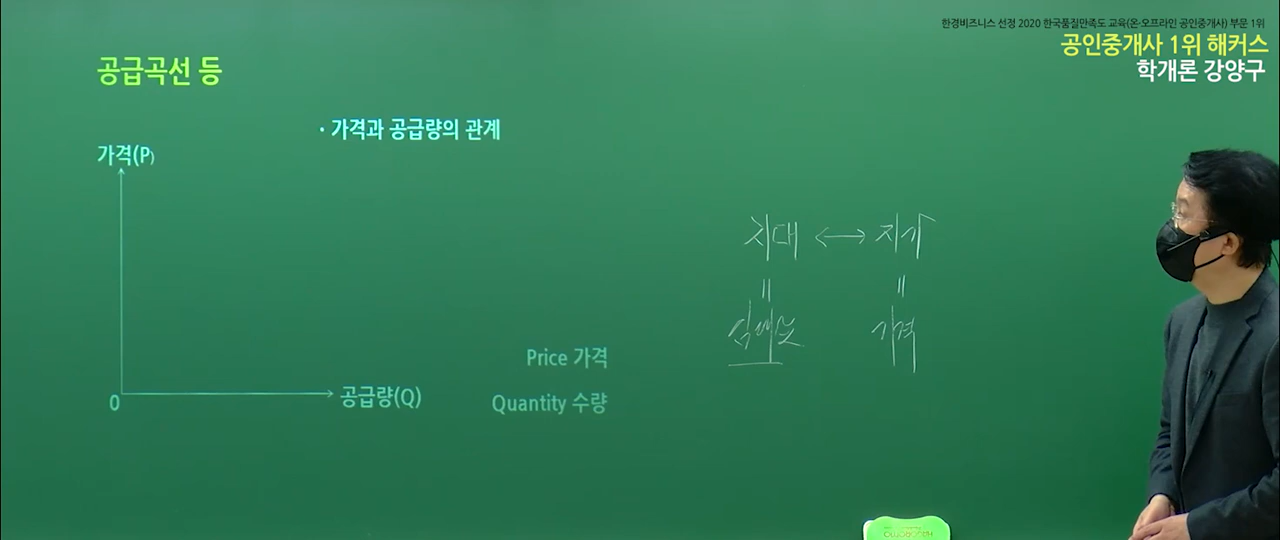 한경비즈니스 선정 2020 한국품질만족도 교육(온·오프라인 공인중개사) 부문 1위
공인중개사 1위 해커스
학개론 강양구
공급곡선 등
· 가격과 공급량의 관계
가격(P)
지대 ↔ 지가
= =
임대료 가격
Price 가격
0 공급량(Q)
Quantity 수량